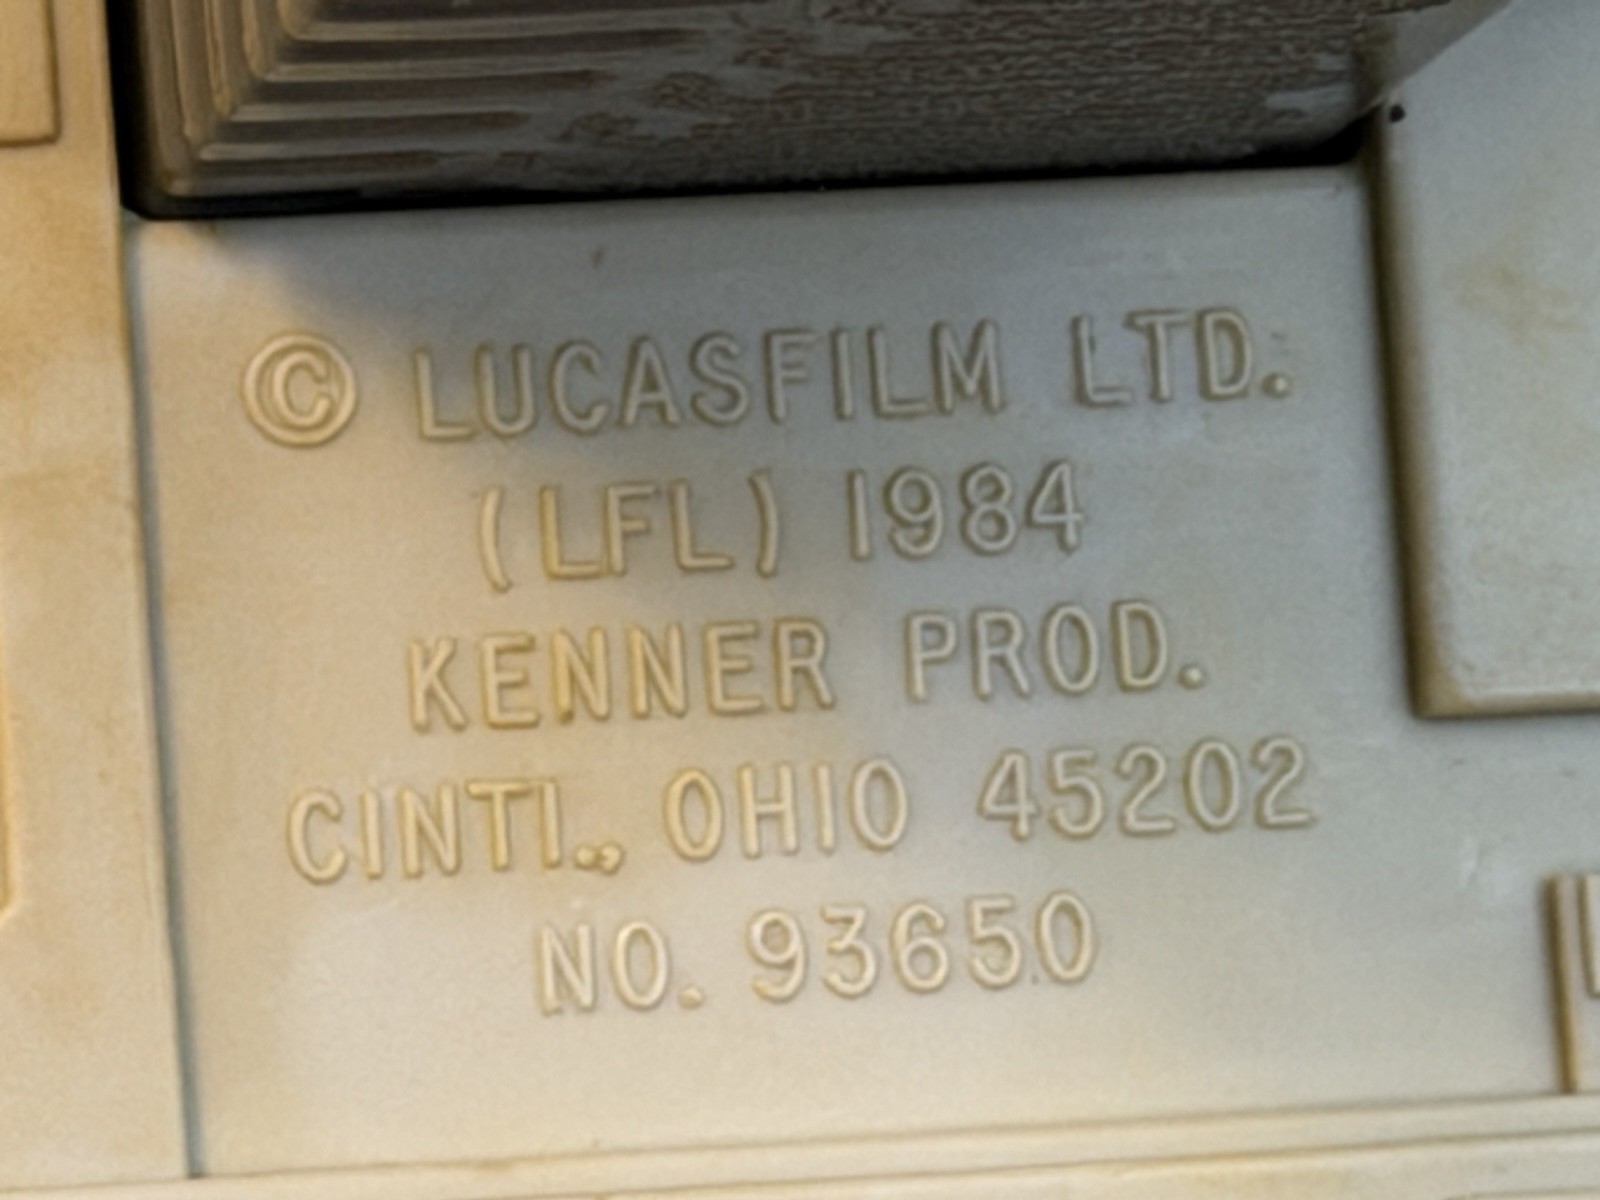 © LUCASFILM LTD.
(LFL) 1984
KENNER PROD.
CINTI., OHIO 45202
NO. 93650